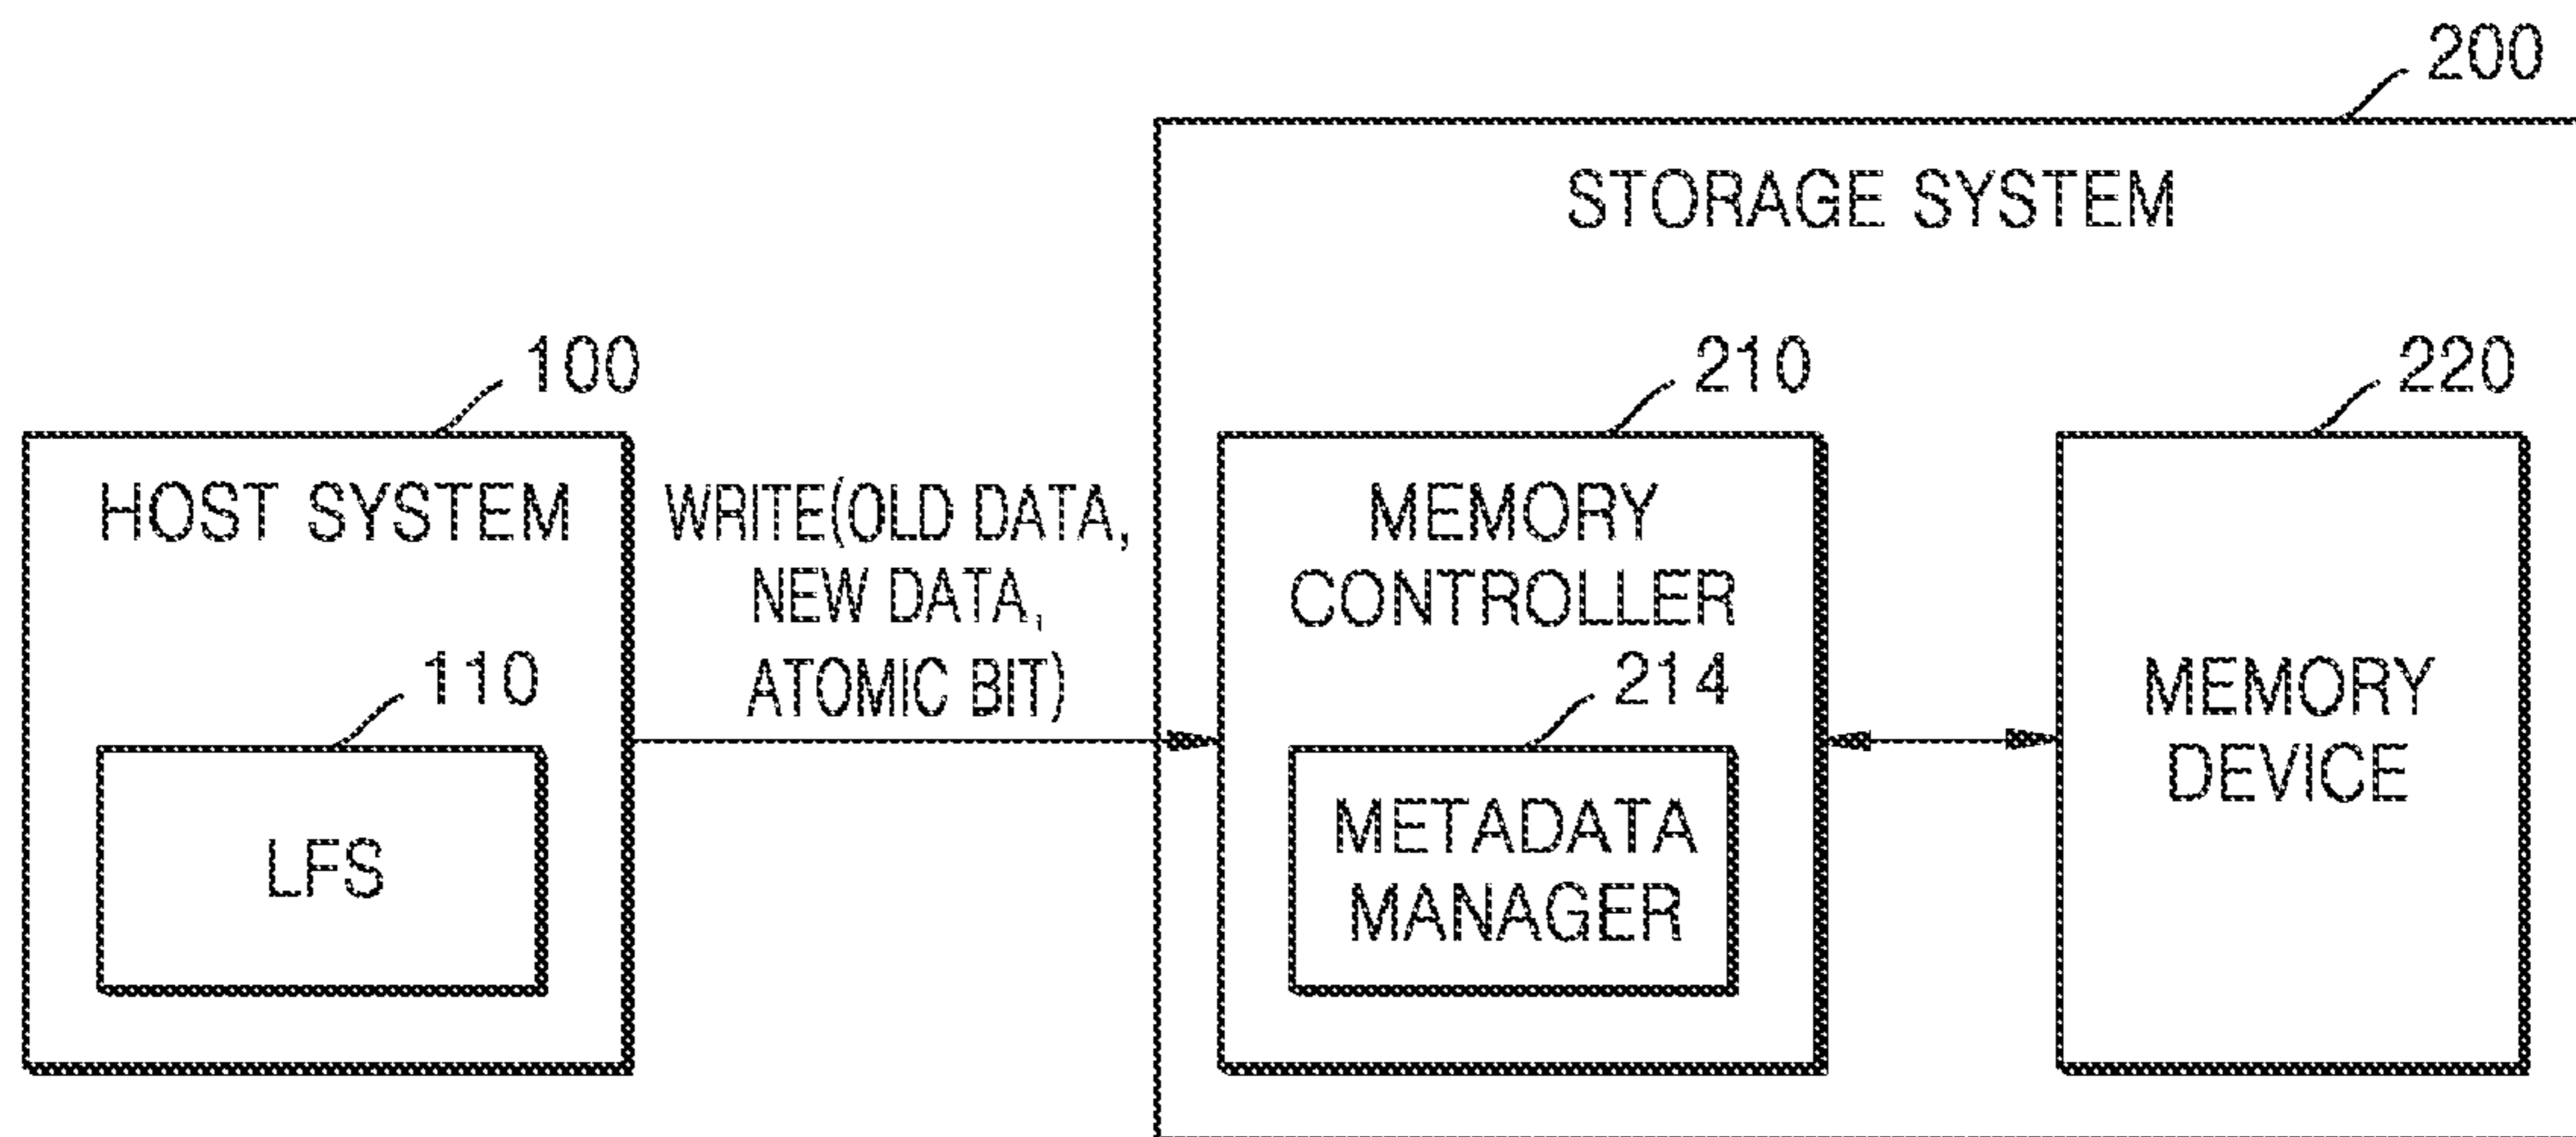 200
STORAGE SYSTEM
100
210
220
HOST SYSTEM
WRITE(OLD DATA,
NEW DATA,
ATOMIC BIT)
MEMORY
CONTROLLER
110
214
LFS
METADATA
MANAGER
MEMORY
DEVICE